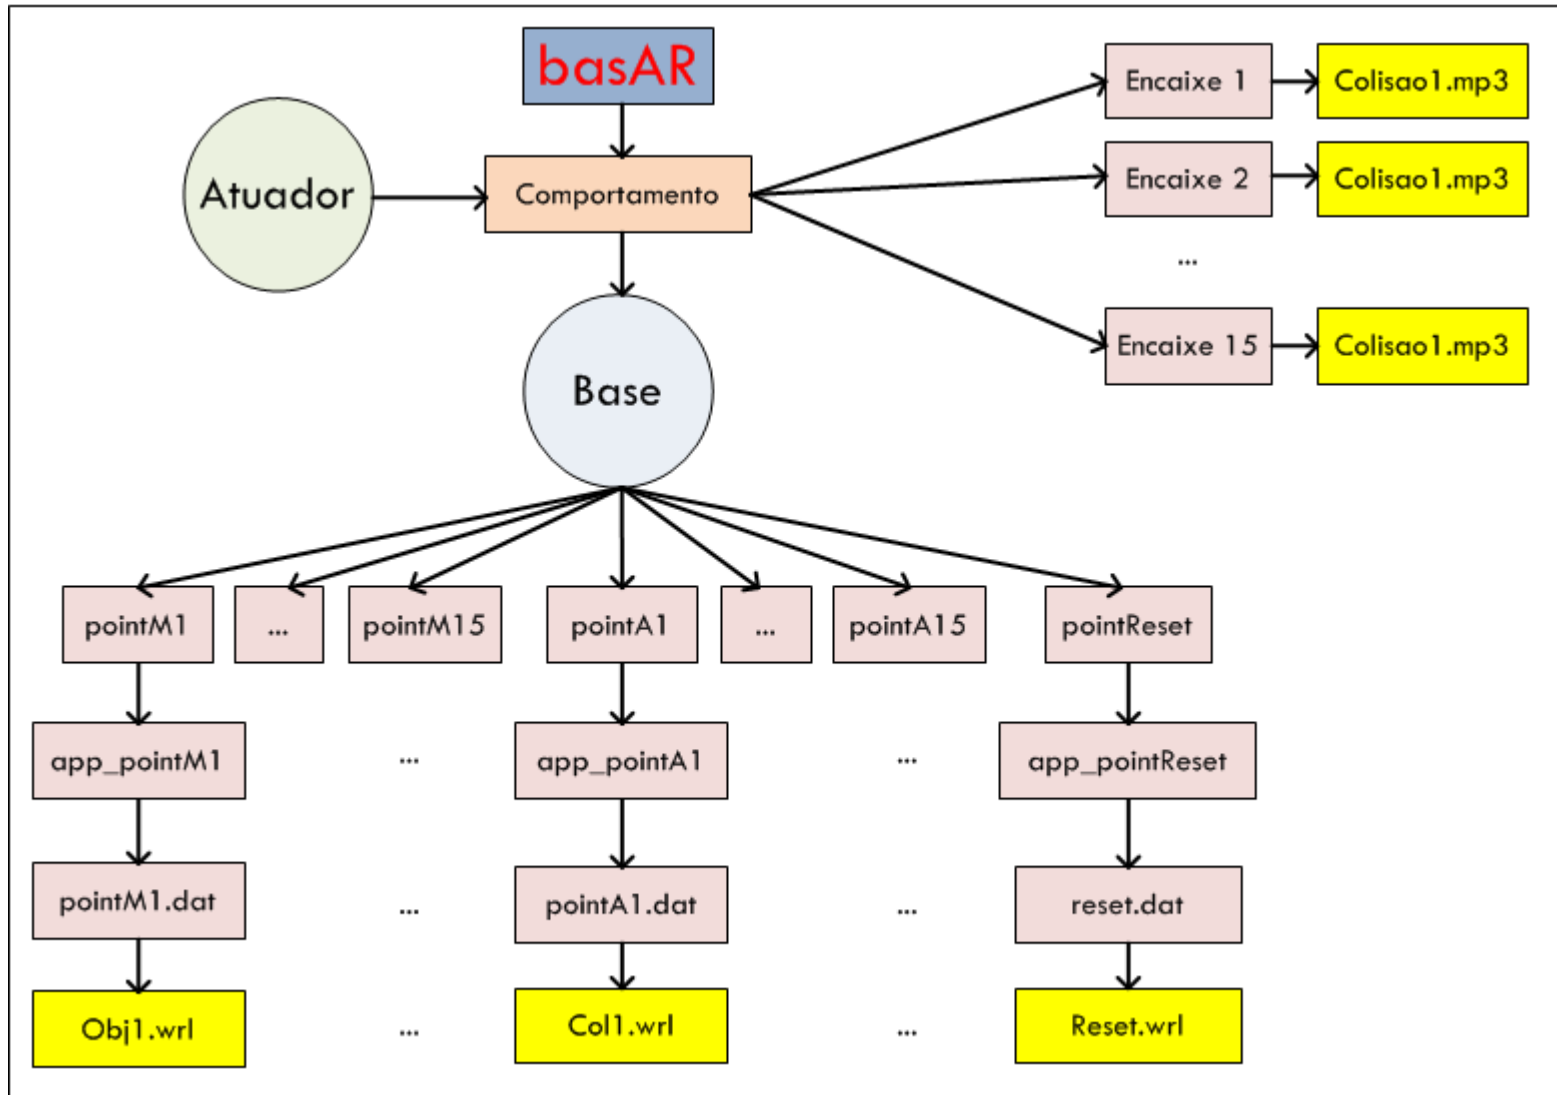 basAR
Encaixe 1
Colisao1.mp3
Atuador
Comportamento
Encaixe 2
Colisao1.mp3
...
Encaixe 15
Colisao1.mp3
Base
pointM1
...
pointM15
pointA1
...
pointA15
pointReset
app_pointM1
...
app_pointA1
...
app_pointReset
pointM1.dat
...
pointA1.dat
...
reset.dat
Obj1.wrl
...
Col1.wrl
...
Reset.wrl